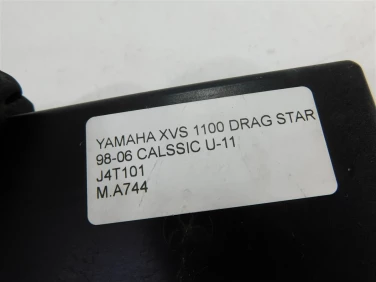 YAMAHA XVS 1100 DRAG STAR
98-06 CALSSIC U-11
J4T101
M.A744